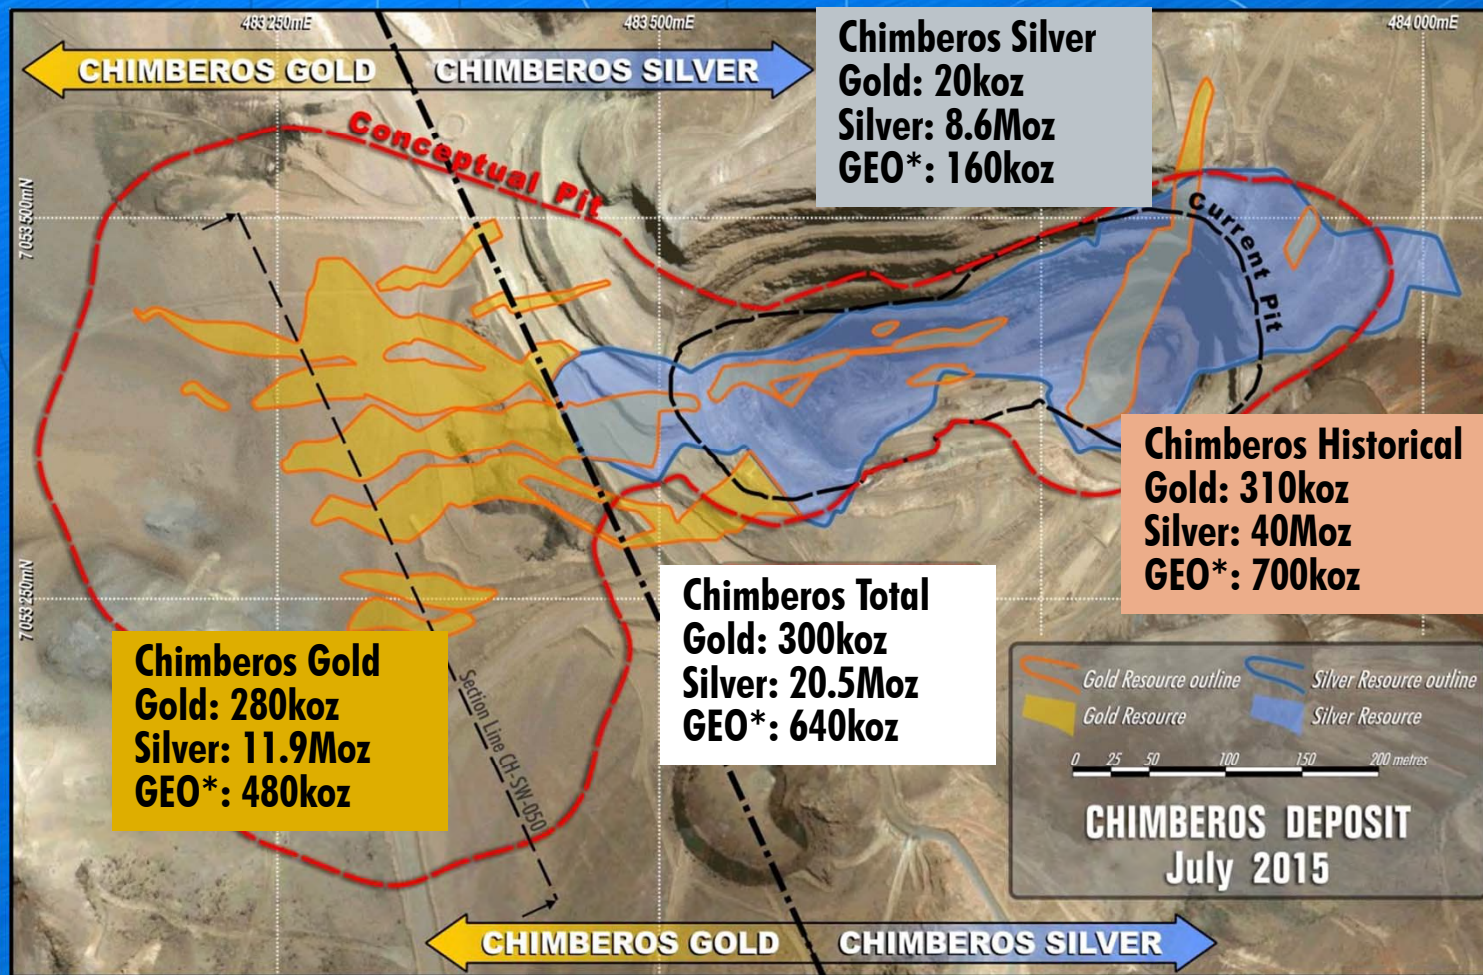 483 250mE
483 500mE
484 000mE
CHIMBEROS GOLD
CHIMBEROS SILVER
Chimberos Silver
Gold: 20koz
Silver: 8.6Moz
GEO*: 160koz
Conceptual Pit
7 053 500mN
Current Pit
Chimberos Historical
Gold: 310koz
Silver: 40Moz
GEO*: 700koz
7 053 250mN
Chimberos Total
Gold: 300koz
Silver: 20.5Moz
GEO*: 640koz
Chimberos Gold
Gold: 280koz
Silver: 11.9Moz
GEO*: 480koz
Section Line CH-SW-050
Gold Resource outline
Silver Resource outline
Gold Resource
Silver Resource
0 25 50 100 150 200 metres
CHIMBEROS DEPOSIT
July 2015
CHIMBEROS GOLD
CHIMBEROS SILVER